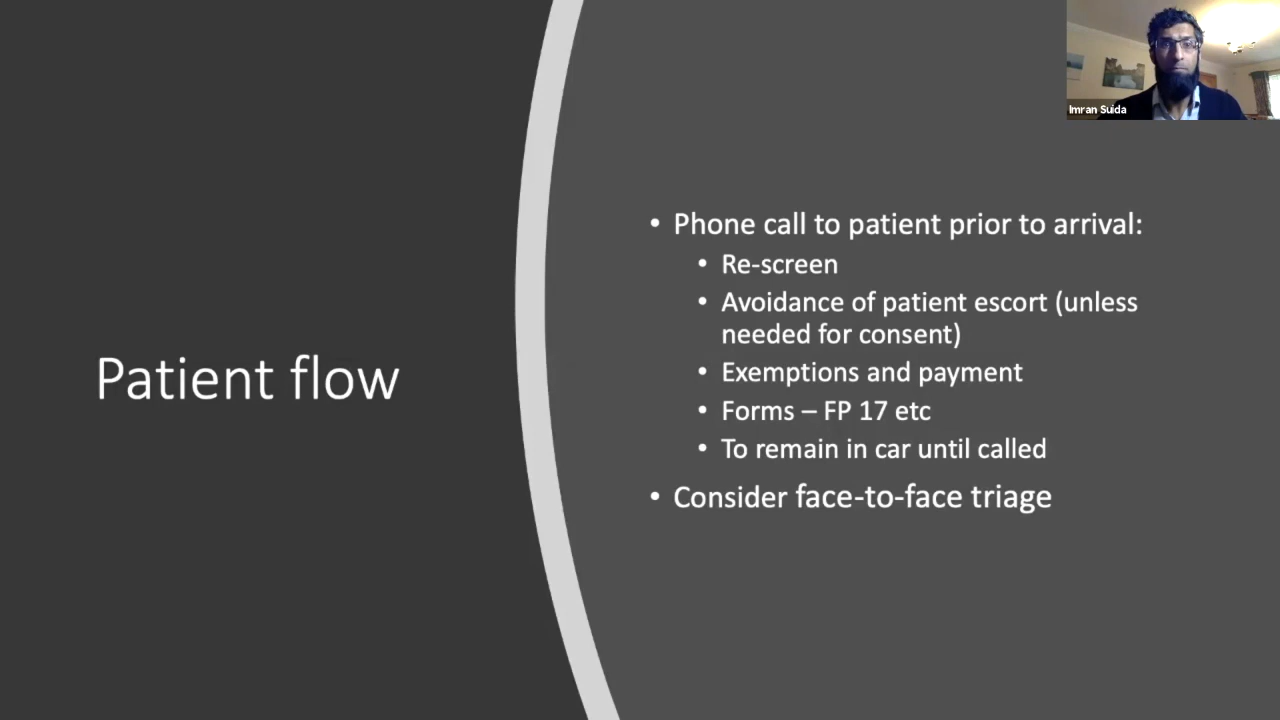 Imran Suida
Patient flow
• Phone call to patient prior to arrival:
• Re-screen
• Avoidance of patient escort (unless
needed for consent)
• Exemptions and payment
• Forms – FP 17 etc
• To remain in car until called
• Consider face-to-face triage